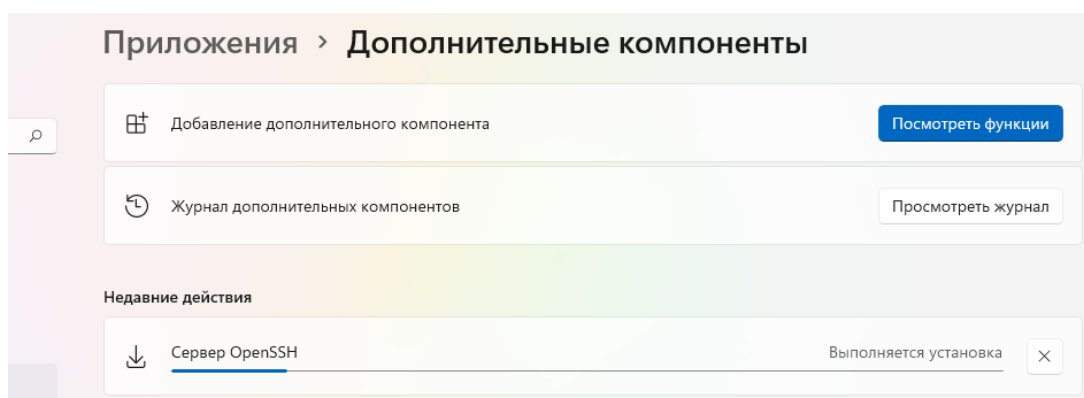 Приложения > Дополнительные компоненты
Добавление дополнительного компонента
Посмотреть функции
Журнал дополнительных компонентов
Просмотреть журнал
Недавние действия
Сервер OpenSSH
Выполняется установка